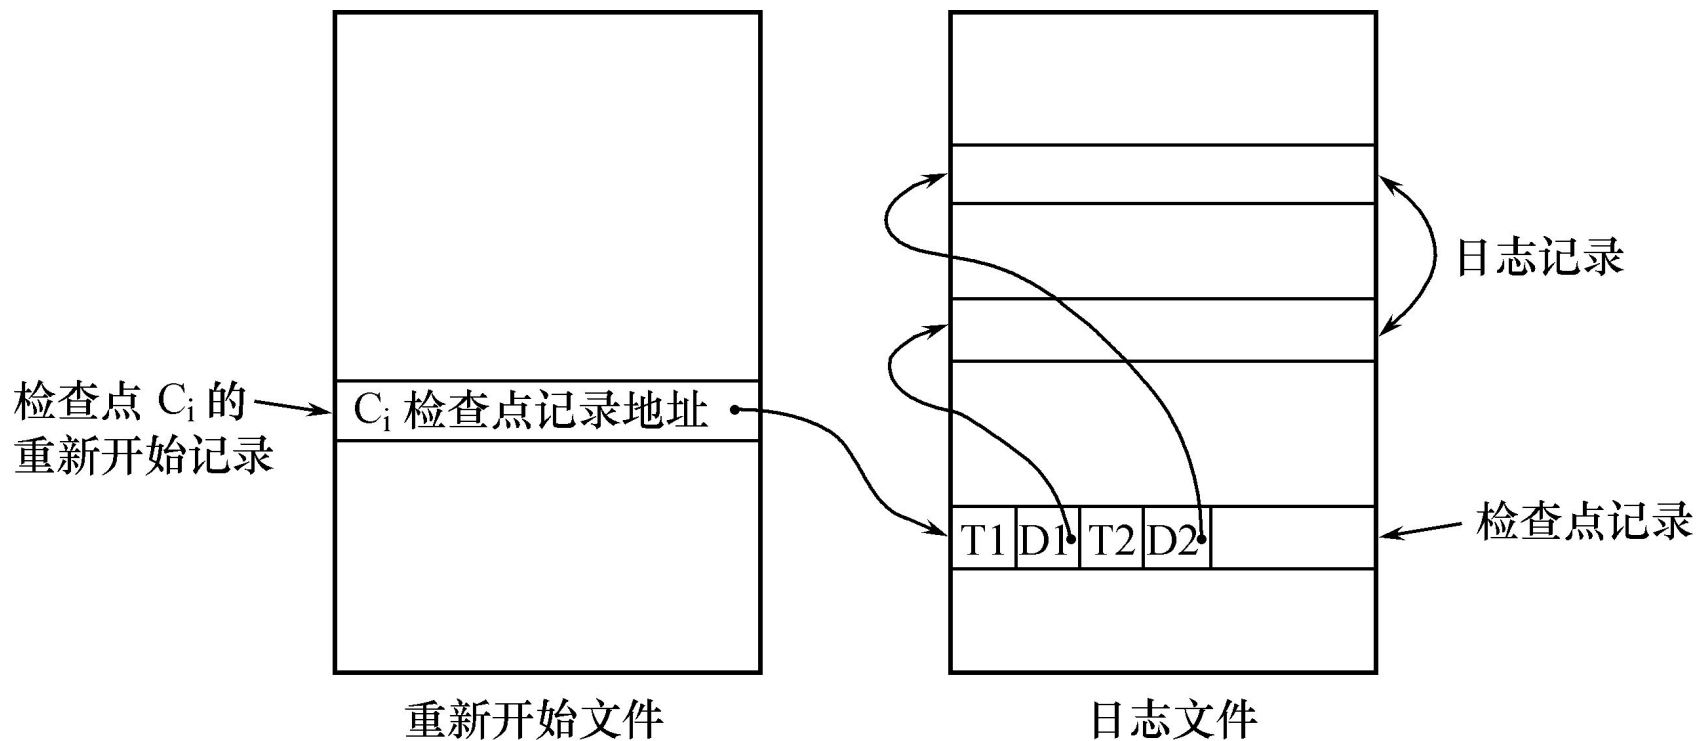 日志记录
检查点 Ci 的
重新开始记录
Ci 检查点记录地址
T1 D1 T2 D2
检查点记录
重新开始文件
日志文件